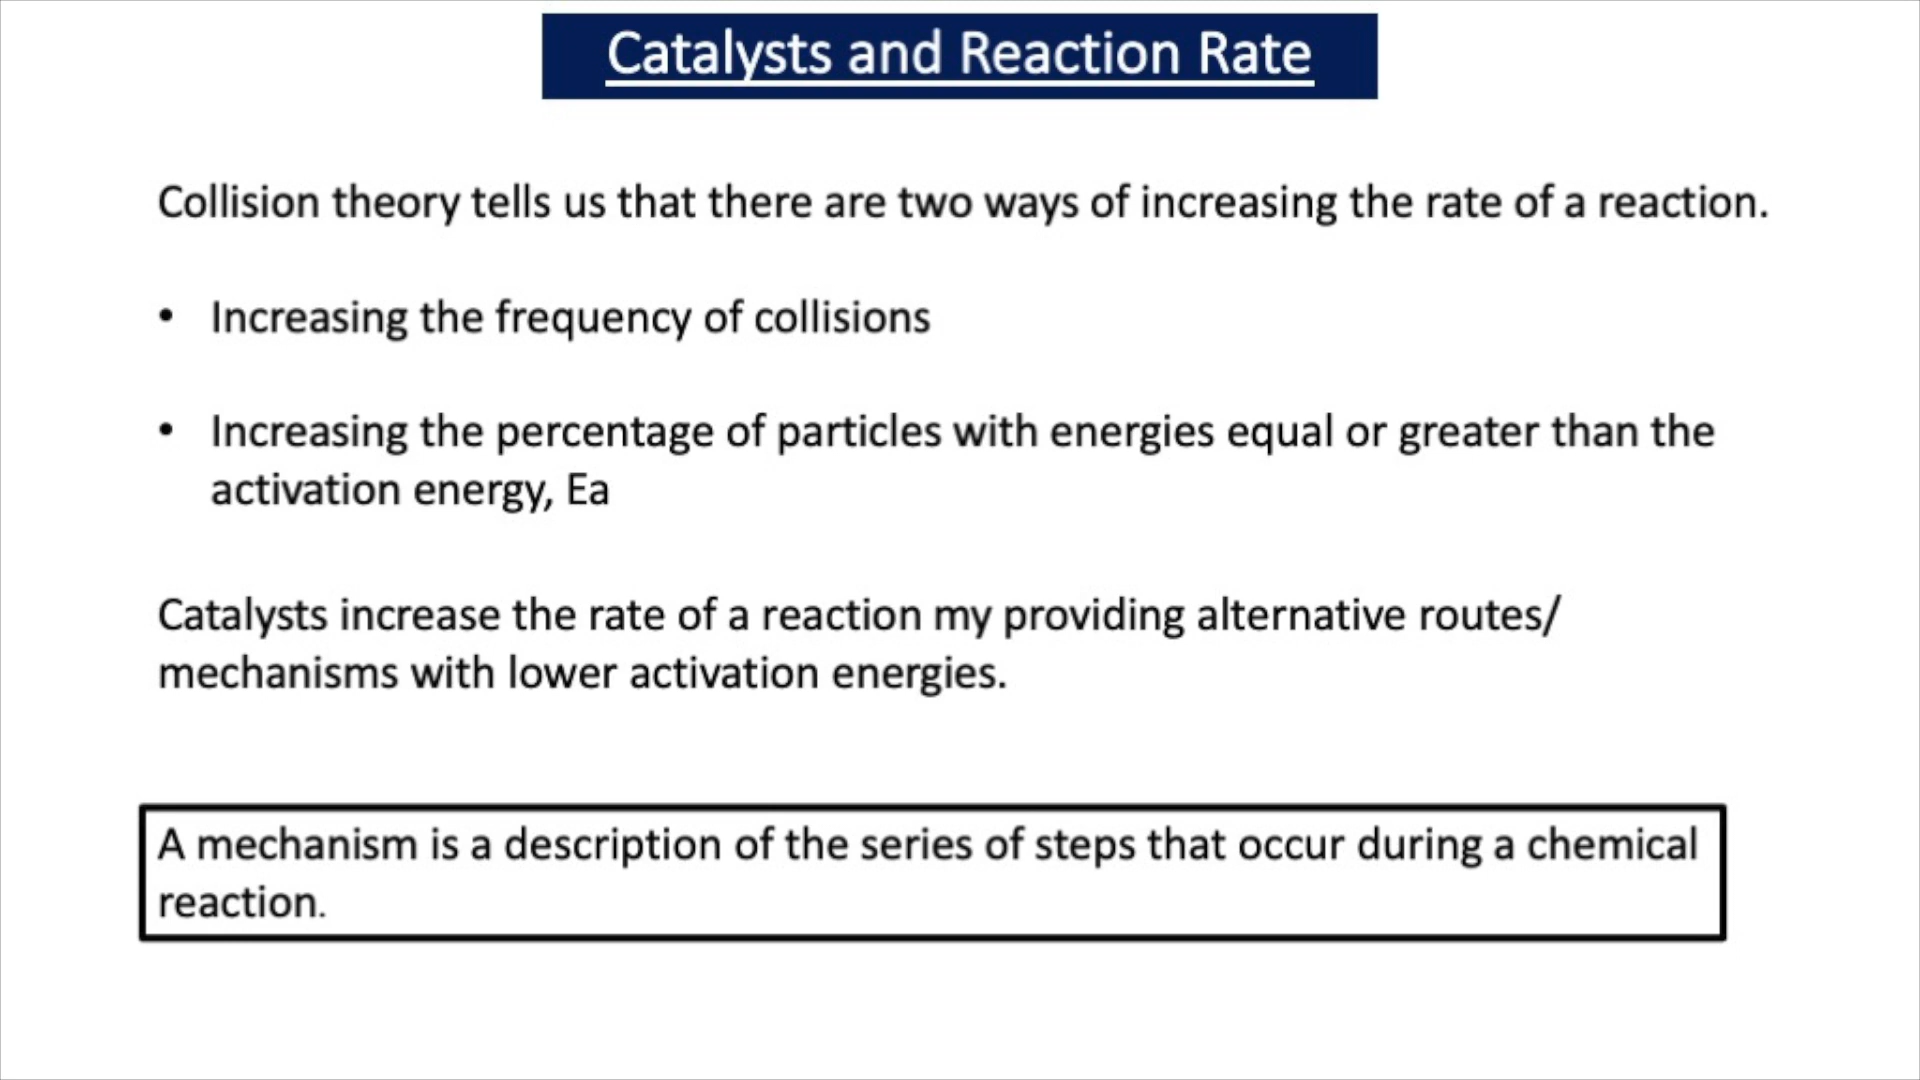 Catalysts and Reaction Rate
Collision theory tells us that there are two ways of increasing the rate of a reaction.
• Increasing the frequency of collisions
• Increasing the percentage of particles with energies equal or greater than the
activation energy, Ea
Catalysts increase the rate of a reaction my providing alternative routes/
mechanisms with lower activation energies.
A mechanism is a description of the series of steps that occur during a chemical
reaction.